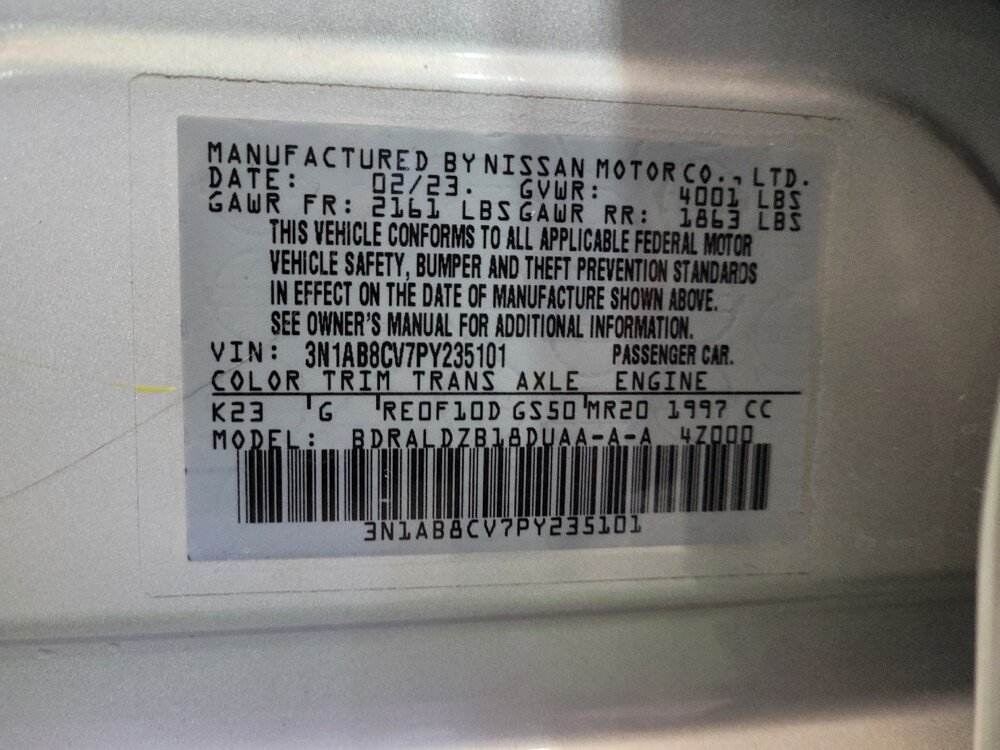 MANUFACTURED BY NISSAN MOTOR CO., LTD.
DATE: 02/23. GVWR: 4001 LBS
GAWR FR: 2161 LBS GAWR RR: 1863 LBS
THIS VEHICLE CONFORMS TO ALL APPLICABLE FEDERAL MOTOR
VEHICLE SAFETY, BUMPER AND THEFT PREVENTION STANDARDS
IN EFFECT ON THE DATE OF MANUFACTURE SHOWN ABOVE.
SEE OWNER'S MANUAL FOR ADDITIONAL INFORMATION.
VIN: 3N1AB8CV7PY235101 PASSENGER CAR.
COLOR TRIM TRANS AXLE ENGINE
K23 G RE0F10D GS50 MR20 1997 CC
MODEL: BDRALDZB18DUAA-A-A 4Z000
3N1AB8CV7PY235101